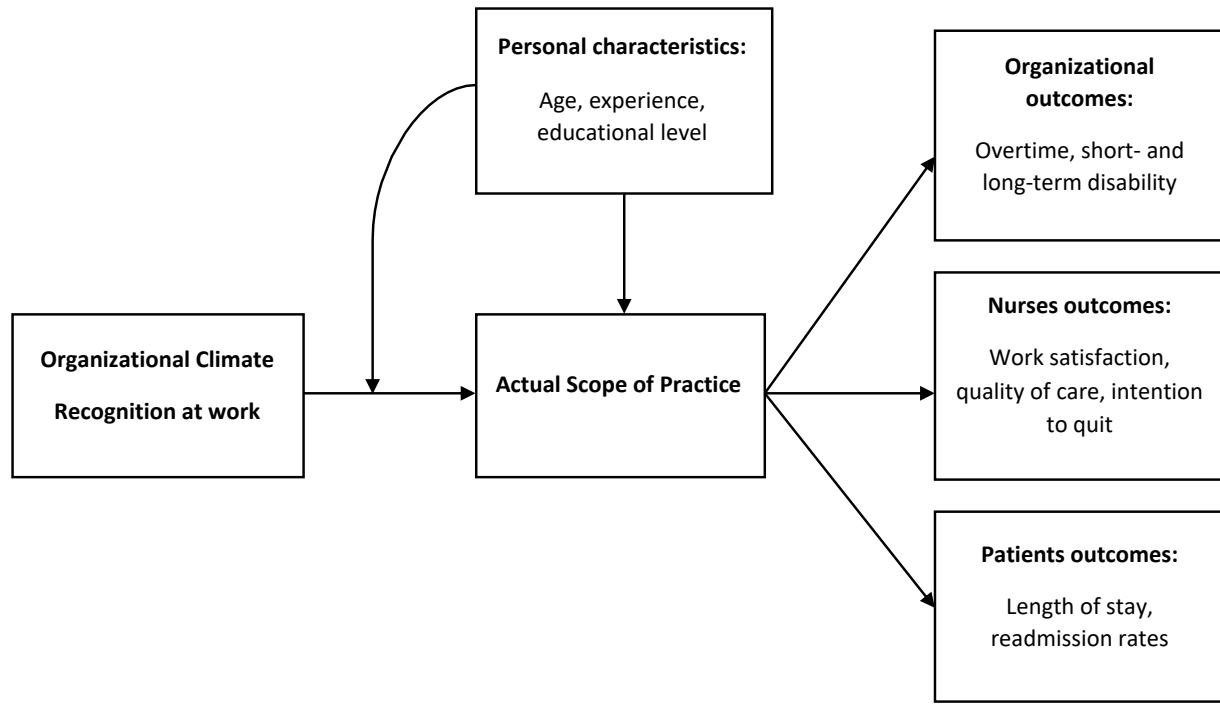 Personal characteristics:
Age, experience,
educational level
Organizational
outcomes:
Overtime, short- and
long-term disability
Organizational Climate
Recognition at work
Actual Scope of Practice
Nurses outcomes:
Work satisfaction,
quality of care, intention
to quit
Patients outcomes:
Length of stay,
readmission rates